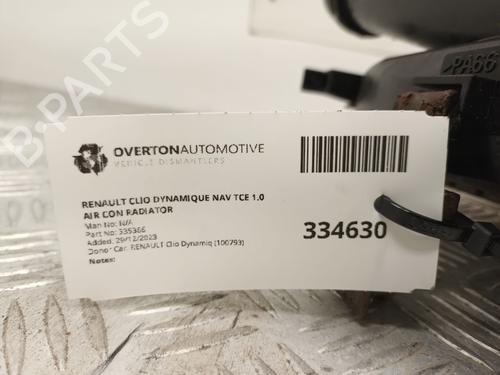 B-PARTS
>PA66
OVERTONAUTOMOTIVE
VEHICLE DISMANTLERS
RENAULT CLIO DYNAMIQUE NAV TCE 1.0
AIR CON RADIATOR
Man No: N/A
Part No: 335366
Added: 29/12/2023
Donor Car: RENAULT Clio Dynamiq (100793)
Notes:
334630